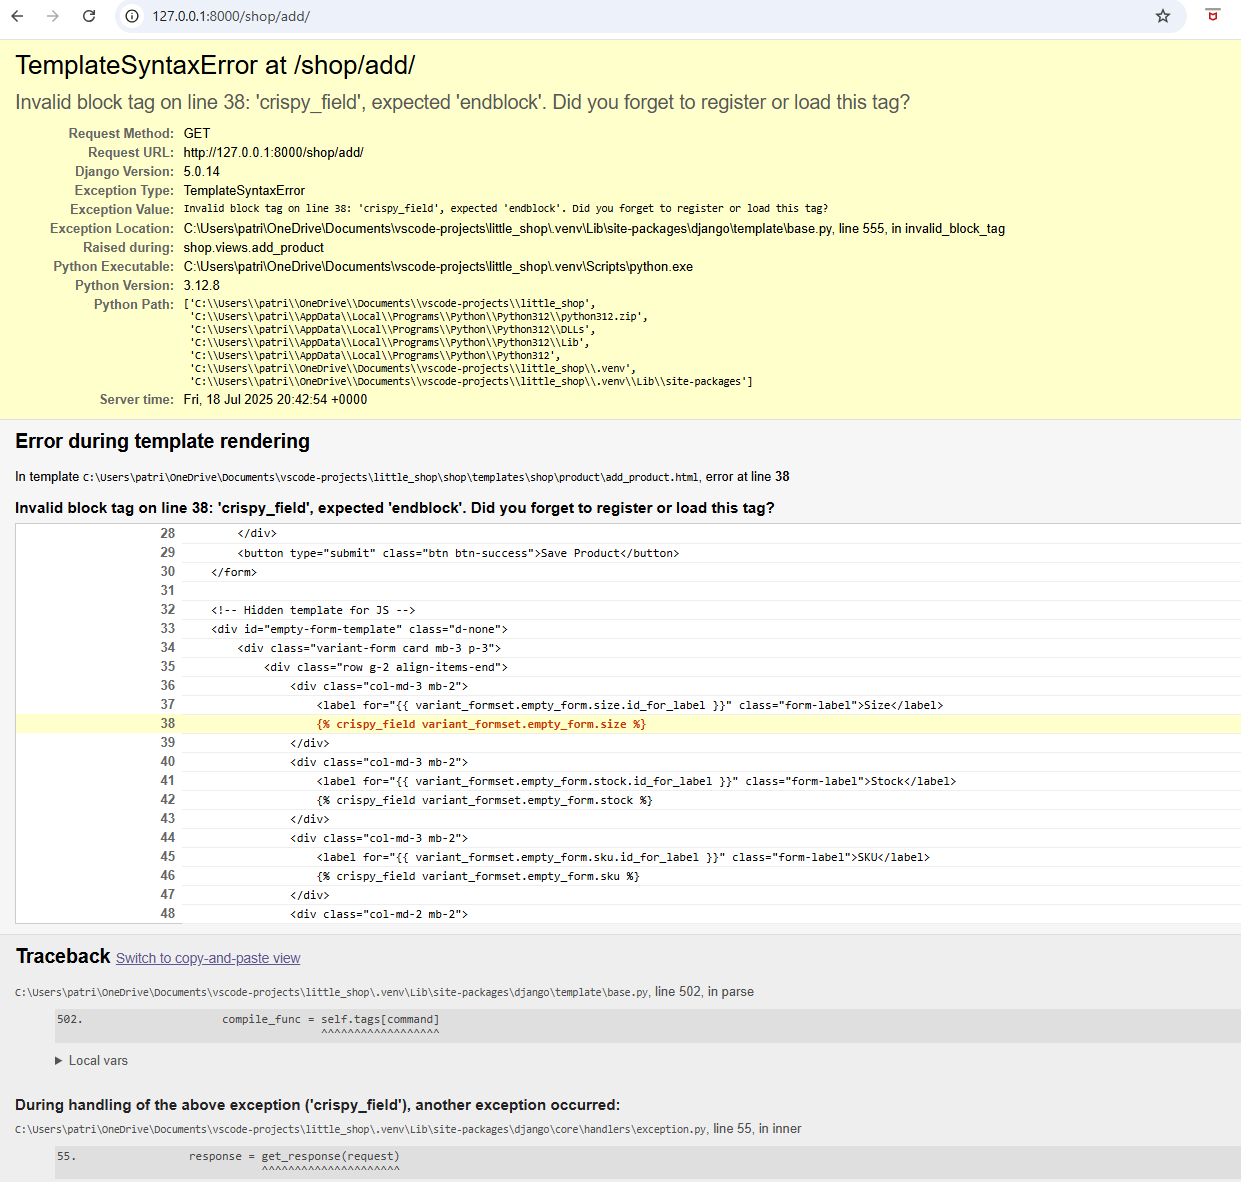 127.0.0.1:8000/shop/add/
TemplateSyntaxError at /shop/add/
Invalid block tag on line 38: 'crispy_field', expected 'endblock'. Did you forget to register or load this tag?
Request Method: GET
Request URL: http://127.0.0.1:8000/shop/add/
Django Version: 5.0.14
Exception Type: TemplateSyntaxError
Exception Value: Invalid block tag on line 38: 'crispy_field', expected 'endblock'. Did you forget to register or load this tag?
Exception Location: C:\Users\patri\OneDrive\Documents\vscode-projects\little_shop\.venv\Lib\site-packages\django\template\base.py, line 555, in invalid_block_tag
Raised during: shop.views.add_product
Python Executable: C:\Users\patri\OneDrive\Documents\vscode-projects\little_shop\.venv\Scripts\python.exe
Python Version: 3.12.8
Python Path: ['C:\\Users\\patri\\OneDrive\\Documents\\vscode-projects\\little_shop',
'C:\\Users\\patri\\AppData\\Local\\Programs\\Python\\Python312\\python312.zip',
'C:\\Users\\patri\\AppData\\Local\\Programs\\Python\\Python312\\DLLs',
'C:\\Users\\patri\\AppData\\Local\\Programs\\Python\\Python312\\Lib',
'C:\\Users\\patri\\AppData\\Local\\Programs\\Python\\Python312',
'C:\\Users\\patri\\OneDrive\\Documents\\vscode-projects\\little_shop\\.venv',
'C:\\Users\\patri\\OneDrive\\Documents\\vscode-projects\\little_shop\\.venv\\Lib\\site-packages']
Server time: Fri, 18 Jul 2025 20:42:54 +0000
Error during template rendering
In template C:\Users\patri\OneDrive\Documents\vscode-projects\little_shop\shop\templates\shop\product\add_product.html, error at line 38
Invalid block tag on line 38: 'crispy_field', expected 'endblock'. Did you forget to register or load this tag?
28 </div>
29 <button type="submit" class="btn btn-success">Save Product</button>
30 </form>
31
32 <!-- Hidden template for JS -->
33 <div id="empty-form-template" class="d-none">
34 <div class="variant-form card mb-3 p-3">
35 <div class="row g-2 align-items-end">
36 <div class="col-md-3 mb-2">
37 <label for="{{ variant_formset.empty_form.size.id_for_label }}" class="form-label">Size</label>
38 {% crispy_field variant_formset.empty_form.size %}
39 </div>
40 <div class="col-md-3 mb-2">
41 <label for="{{ variant_formset.empty_form.stock.id_for_label }}" class="form-label">Stock</label>
42 {% crispy_field variant_formset.empty_form.stock %}
43 </div>
44 <div class="col-md-3 mb-2">
45 <label for="{{ variant_formset.empty_form.sku.id_for_label }}" class="form-label">SKU</label>
46 {% crispy_field variant_formset.empty_form.sku %}
47 </div>
48 <div class="col-md-2 mb-2">
Traceback Switch to copy-and-paste view
C:\Users\patri\OneDrive\Documents\vscode-projects\little_shop\.venv\Lib\site-packages\django\template\base.py, line 502, in parse
502. compile_func = self.tags[command]
^^^^^^^^^^^^^^^^^^
▶ Local vars
During handling of the above exception ('crispy_field'), another exception occurred:
C:\Users\patri\OneDrive\Documents\vscode-projects\little_shop\.venv\Lib\site-packages\django\core\handlers\exception.py, line 55, in inner
55. response = get_response(request)
^^^^^^^^^^^^^^^^^^^^^